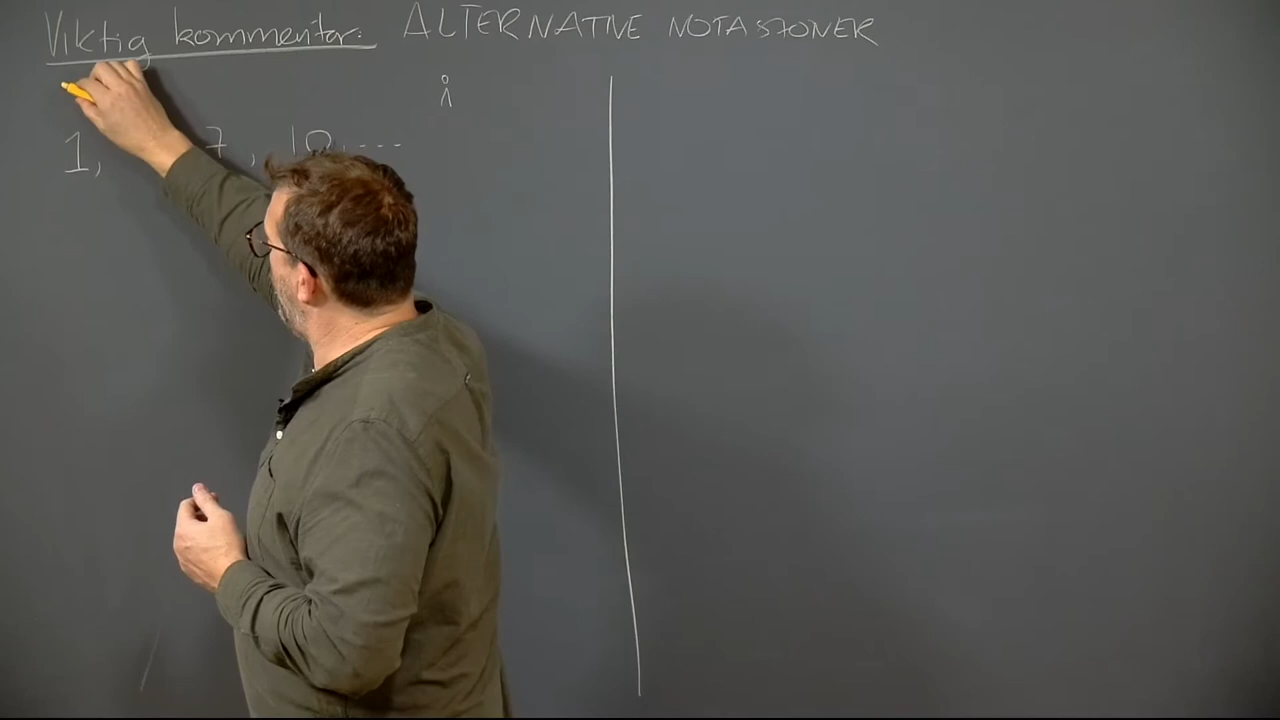 Viktig kommentar: ALTERNATIVE NOTASJONER
i
1, 7, 10, ---